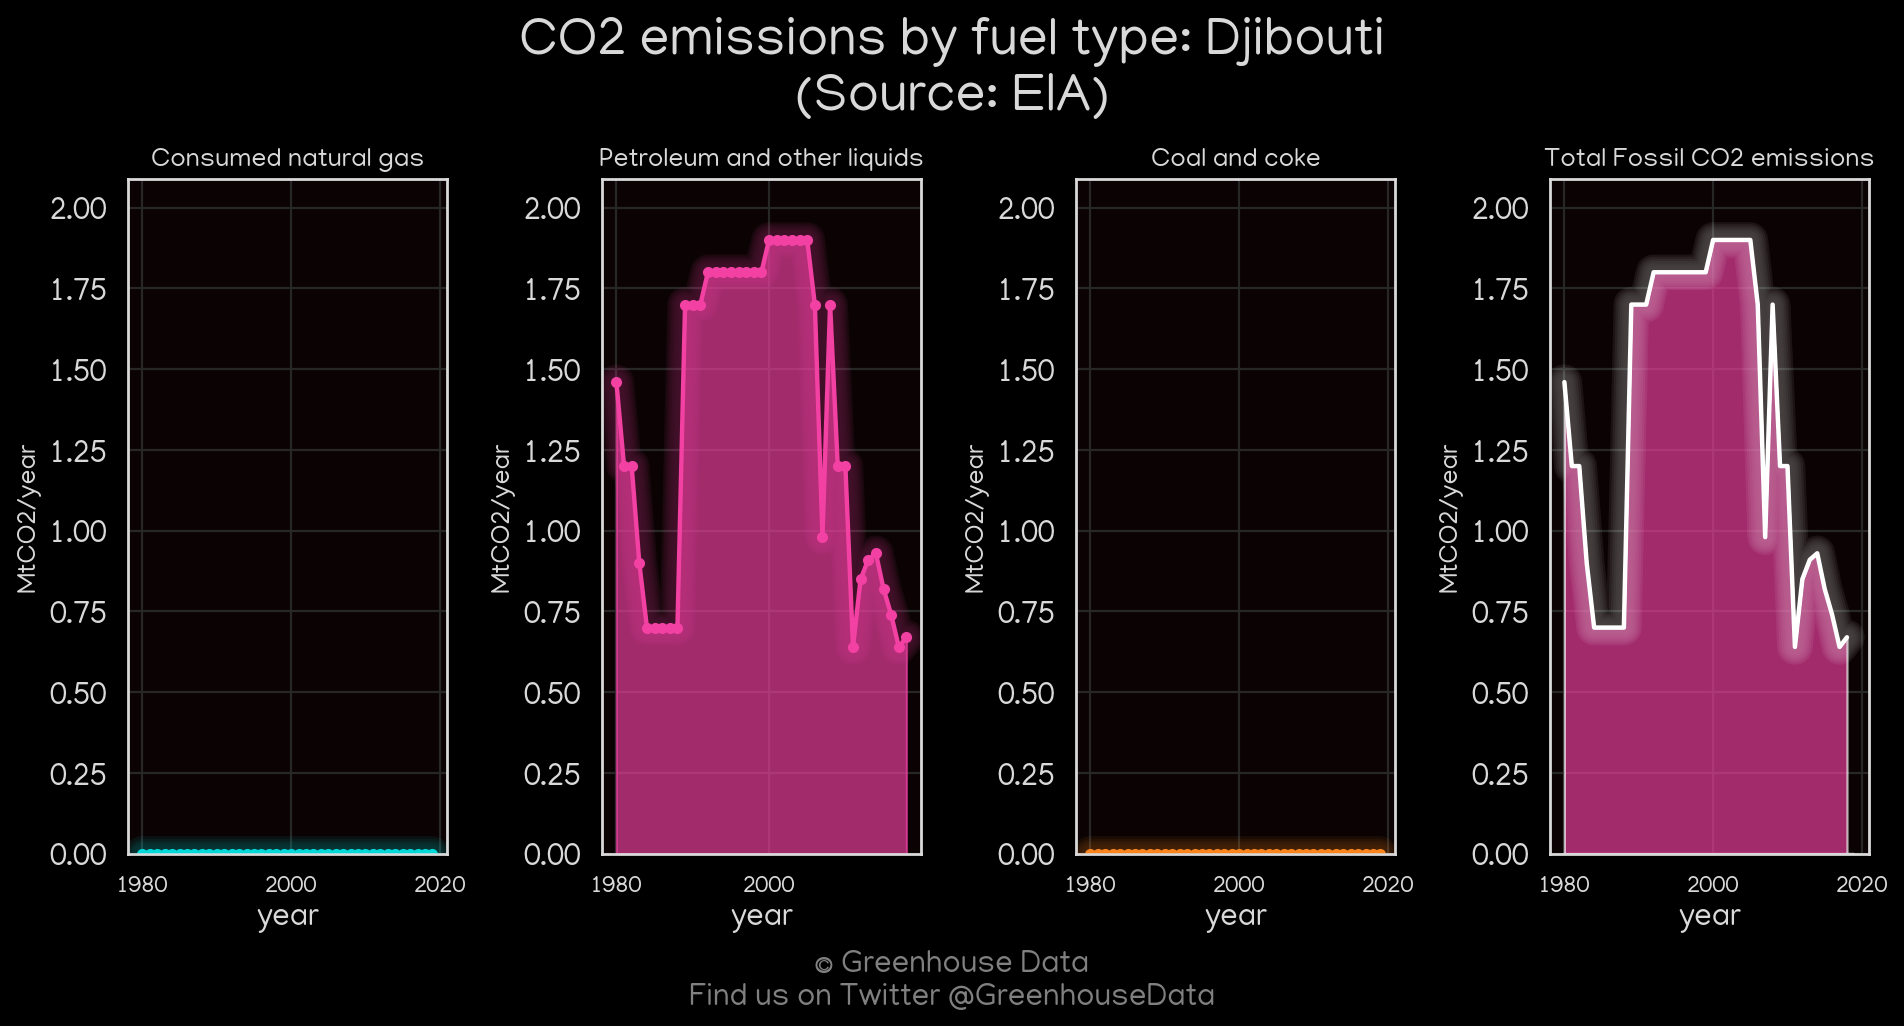 CO2 emissions by fuel type: Djibouti
(Source: EIA)
Consumed natural gas
2.00
1.75
1.50
1.25
1.00
0.75
0.50
0.25
0.00
MtCO2/year
1980
2000
2020
year
Petroleum and other liquids
2.00
1.75
1.50
1.25
1.00
0.75
0.50
0.25
0.00
MtCO2/year
1980
2000
year
Coal and coke
2.00
1.75
1.50
1.25
1.00
0.75
0.50
0.25
0.00
MtCO2/year
1980
2000
2020
year
Total Fossil CO2 emissions
2.00
1.75
1.50
1.25
1.00
0.75
0.50
0.25
0.00
MtCO2/year
1980
2000
2020
year
© Greenhouse Data
Find us on Twitter @GreenhouseData